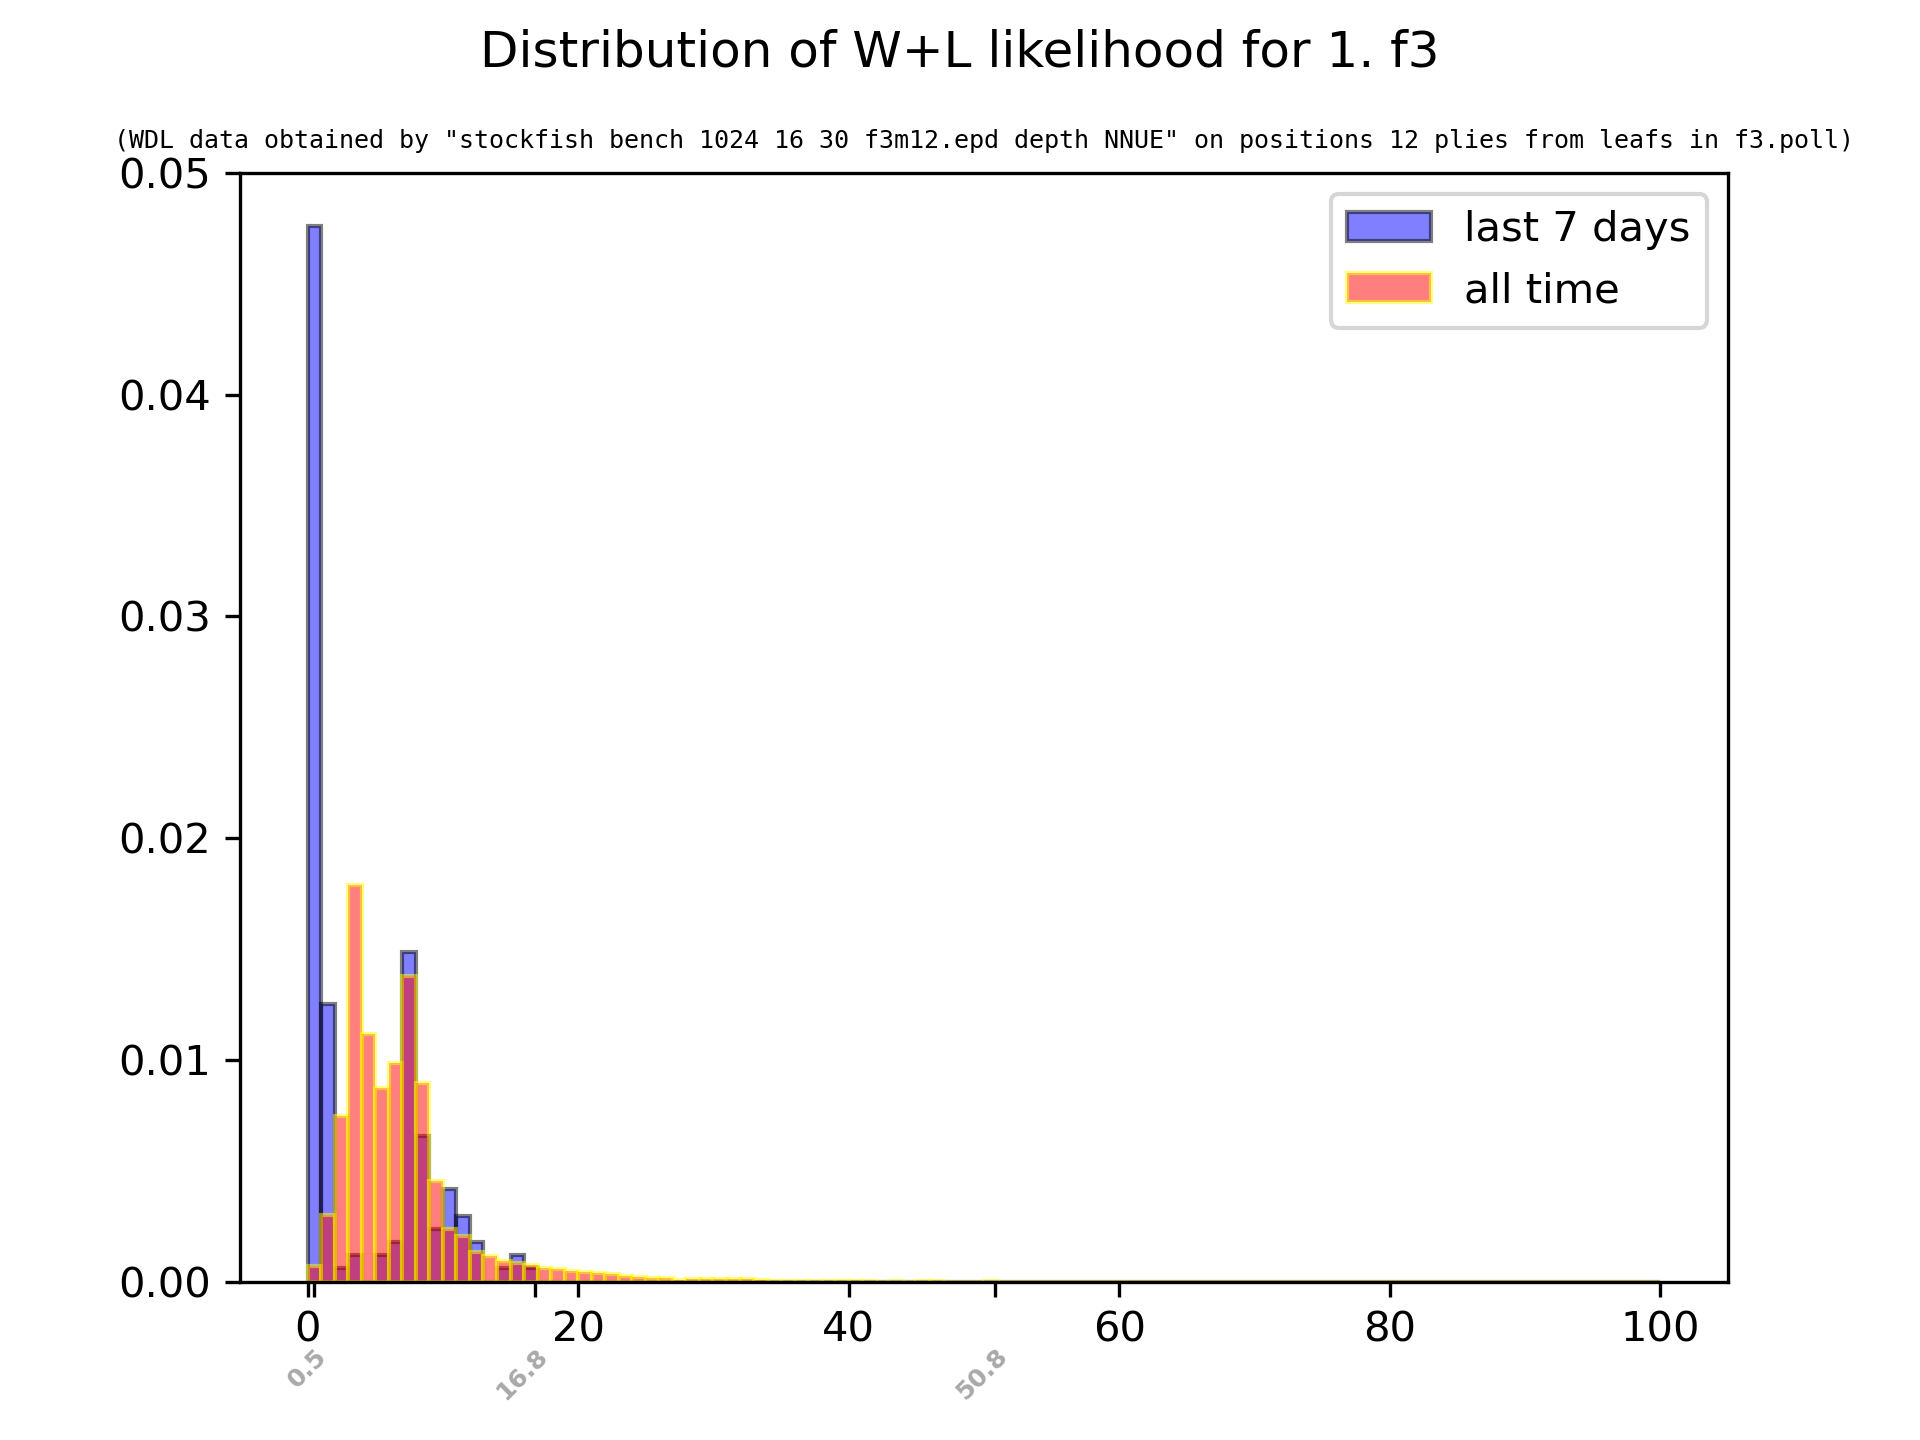 Distribution of W+L likelihood for 1. f3
(WDL data obtained by "stockfish bench 1024 16 30 f3m12.epd depth NNUE" on positions 12 plies from leafs in f3.poll)
last 7 days
all time
0.05
0.04
0.03
0.02
0.01
0.00
0 20 40 60 80 100
0.5 16.8 50.8